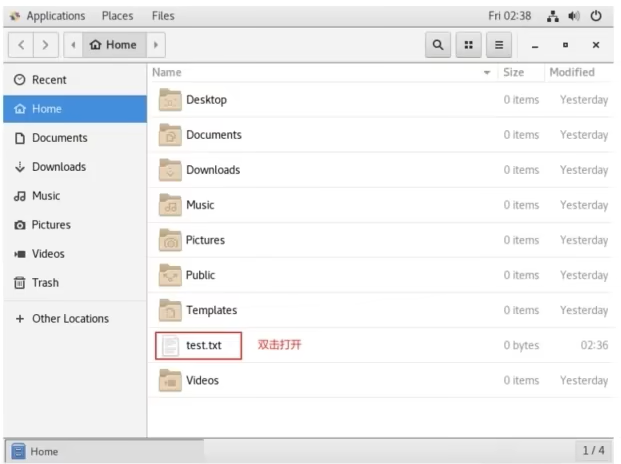 Applications Places Files Fri 02:38
Home
Name Size Modified
Recent
Home
Documents
Downloads
Music
Pictures
Videos
Trash
+ Other Locations
Desktop 0 items Yesterday
Documents 0 items Yesterday
Downloads 0 items Yesterday
Music 0 items Yesterday
Pictures 0 items Yesterday
Public 0 items Yesterday
Templates 0 items Yesterday
test.txt 双击打开 0 bytes 02:36
Videos 0 items Yesterday
Home 1 / 4